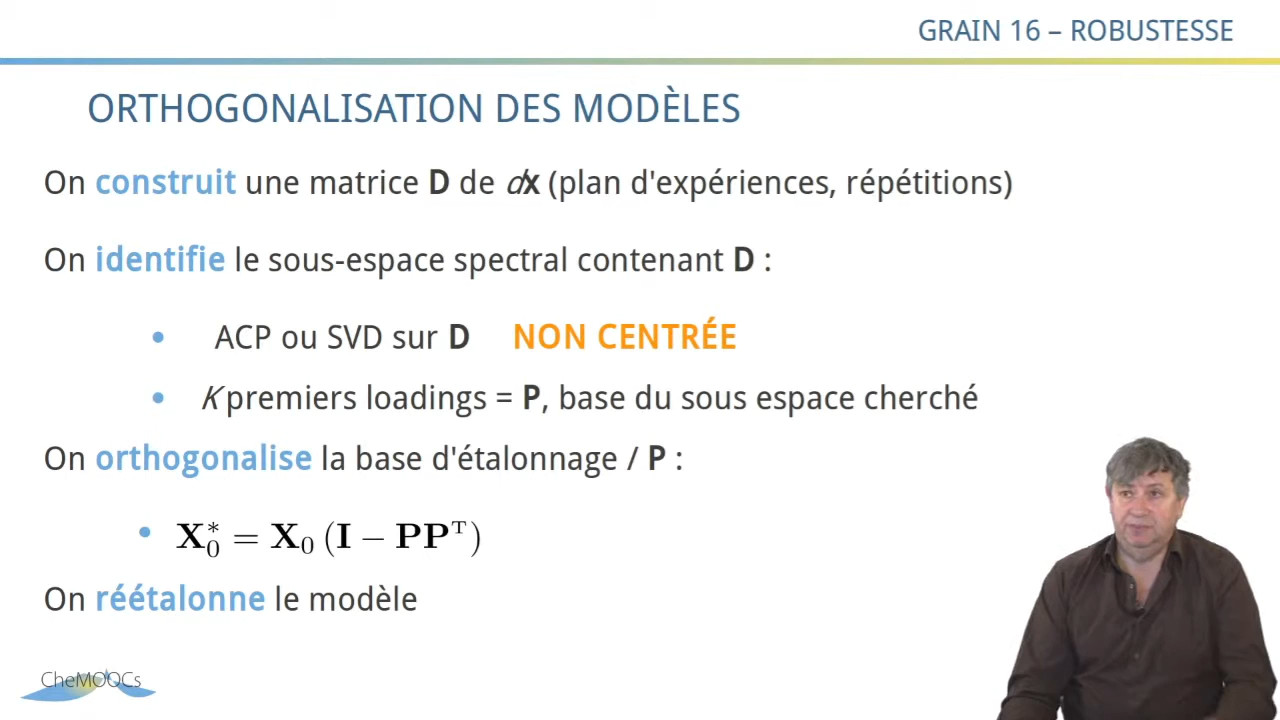 GRAIN 16 – ROBUSTESSE
ORTHOGONALISATION DES MODÈLES
On construit une matrice D de dx (plan d'expériences, répétitions)
On identifie le sous-espace spectral contenant D :
• ACP ou SVD sur D NON CENTRÉE
• K premiers loadings = P, base du sous espace cherché
On orthogonalise la base d'étalonnage / P :
• X₀* = X₀ (I − PPᵀ)
On réétalonne le modèle
CheMOOCs